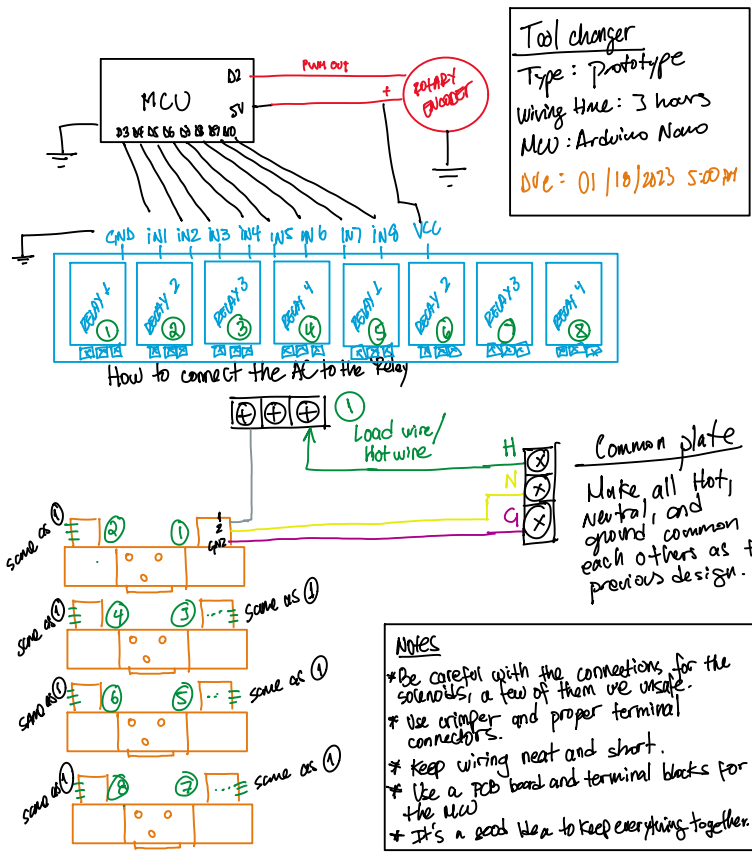 Tool changer
Type: prototype
Wiring time: 3 hours
MCU: Arduino Nano
Due: 01/18/2023 5:00 PM
MCU
D2
5V
PWM OUT
+
ROTARY
ENCODER
D3 D4 D5 D6 D7 D8 D9 D10
GND IN1 IN2 IN3 IN4 IN5 IN6 IN7 IN8 VCC
RELAY 1
RELAY 2
RELAY 3
RELAY 4
RELAY 1
RELAY 2
RELAY 3
RELAY 4
1
2
3
4
5
6
7
8
How to connect the AC to the Relay
1
Load wire/
Hot wire
H
N
G
Common plate
Make all Hot,
Neutral, and
ground common
each others as
previous design.
same as 1
2
1
1
2
GND
same as 1
4
3
same as 1
same as 1
6
5
same as 1
same as 1
8
7
same as 1
Notes
*Be careful with the connections for the
solenoids, a few of them are unsafe.
* Use crimper and proper terminal
connectors.
* Keep wiring neat and short.
* Use a PCB board and terminal blocks for
the MCU
* It's a good idea to keep everything together.